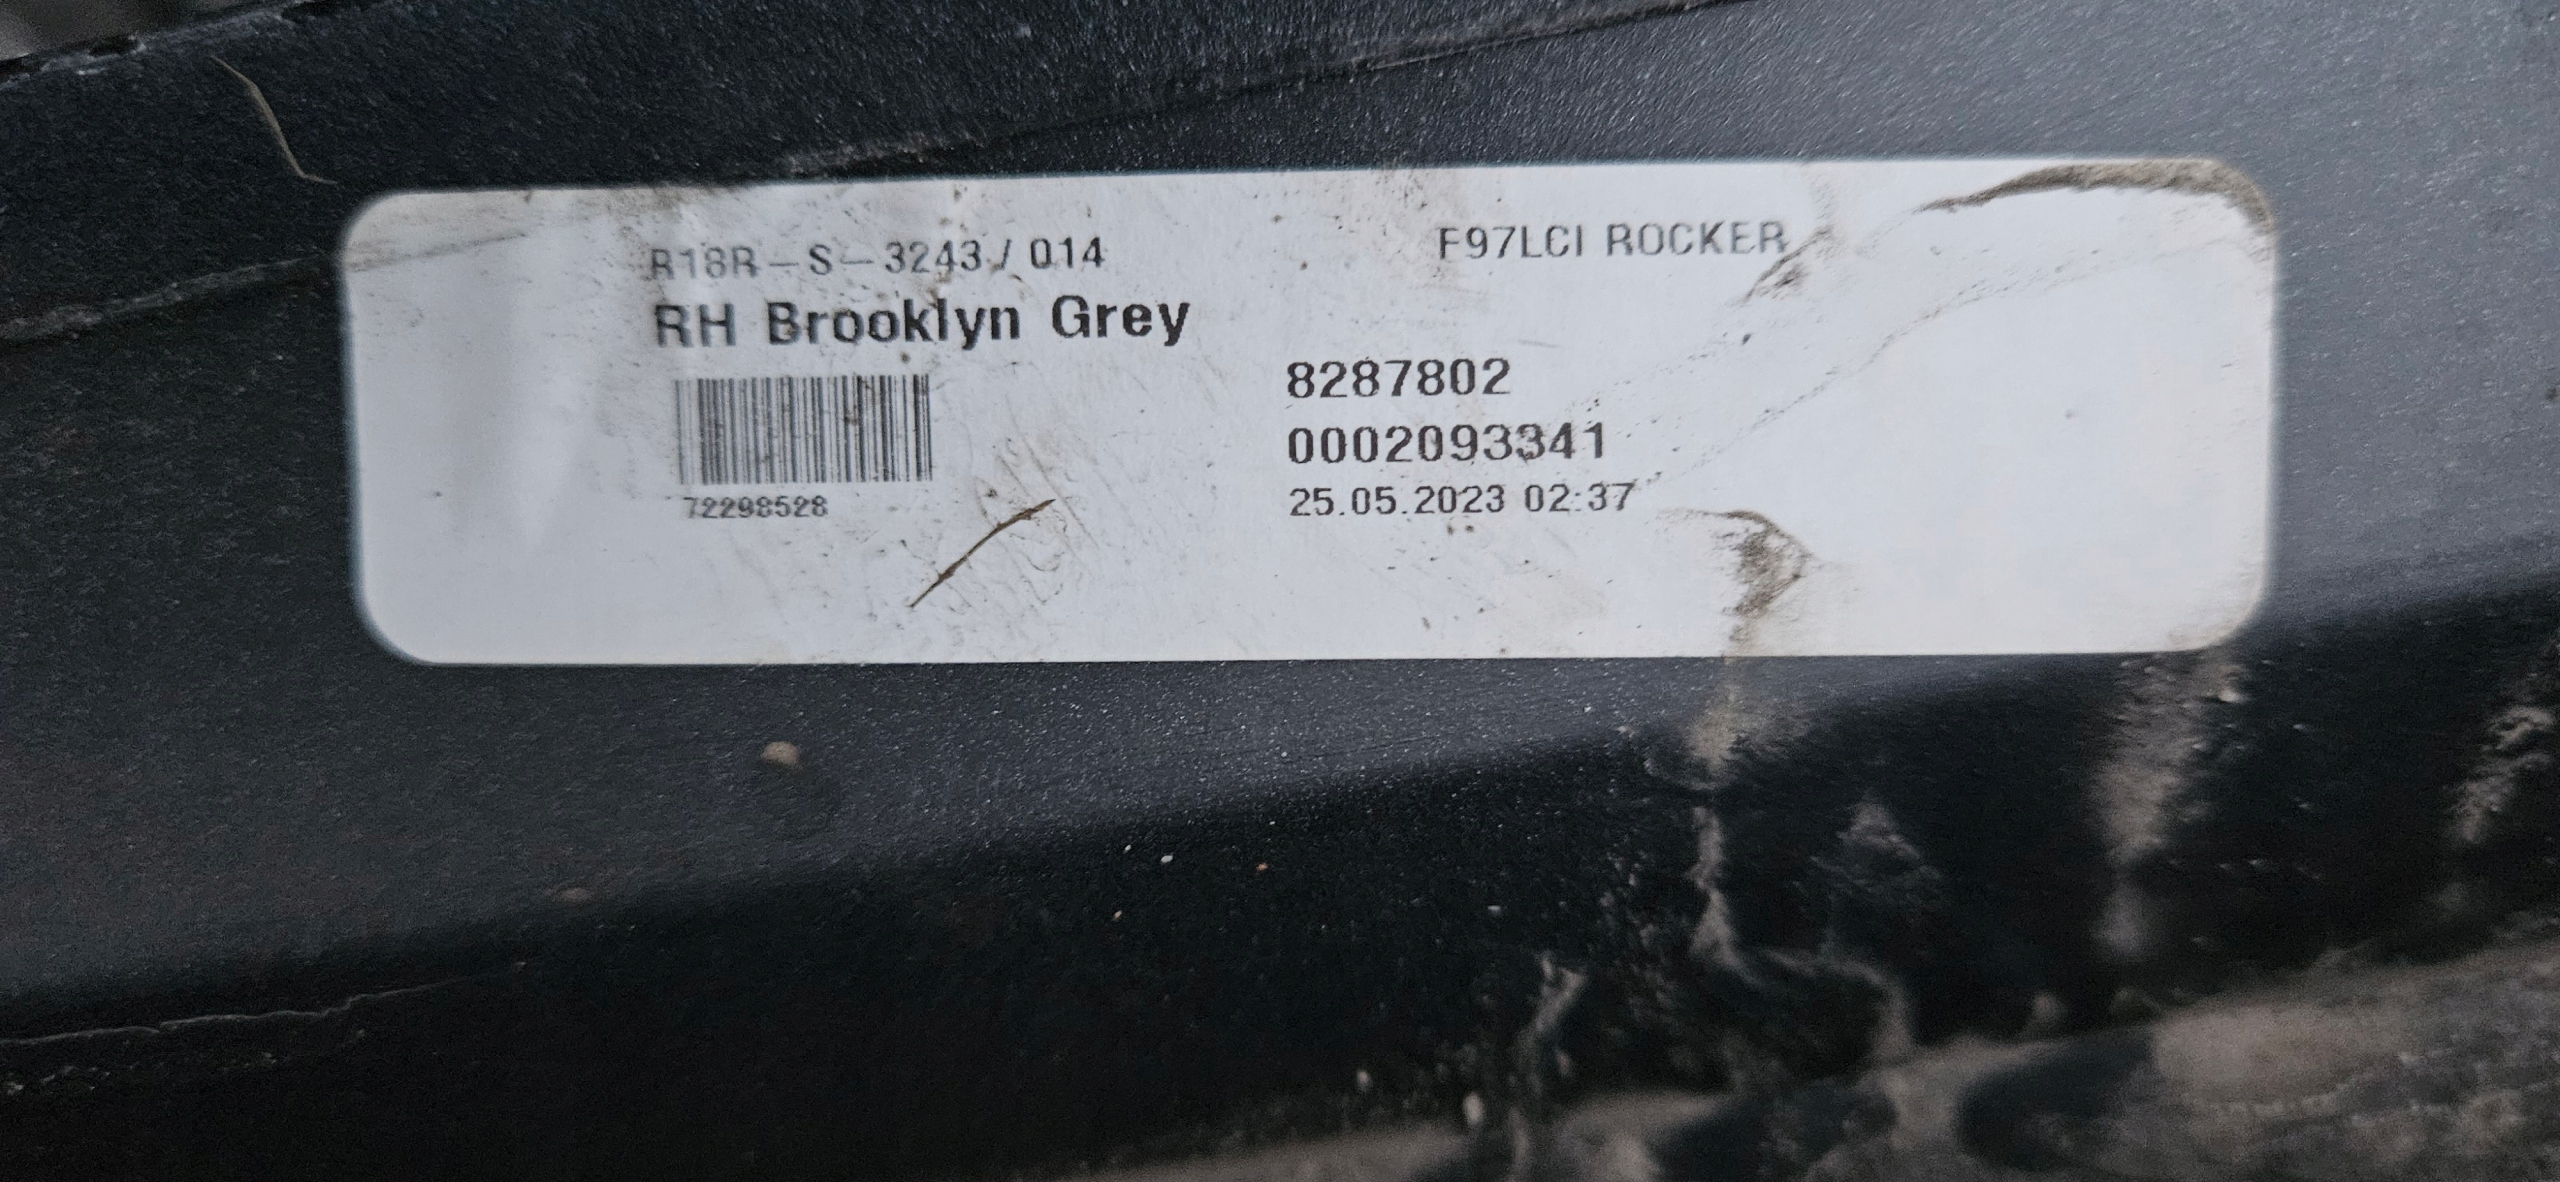 R18R-S-3243/014 F97LCI ROCKER
RH Brooklyn Grey
8287802
0002093341
72298528 25.05.2023 02:37